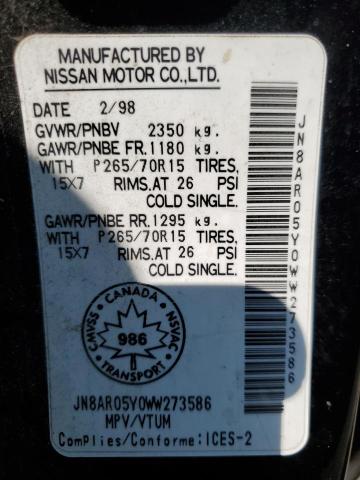 MANUFACTURED BY
NISSAN MOTOR CO.,LTD.
DATE 2/98
GVWR/PNBV 2350 kg.
GAWR/PNBE FR.1180 kg.
WITH P265/70R15 TIRES,
15X7 RIMS.AT 26 PSI
COLD SINGLE.
GAWR/PNBE RR.1295 kg.
WITH P265/70R15 TIRES,
15X7 RIMS.AT 26 PSI
COLD SINGLE.
CANADA
CMVSS
NSVAC
986
JN8AR05Y0WW273586
MPV/VTUM
Complies/Conforme:ICES-2
JN8AR05Y0WW273586